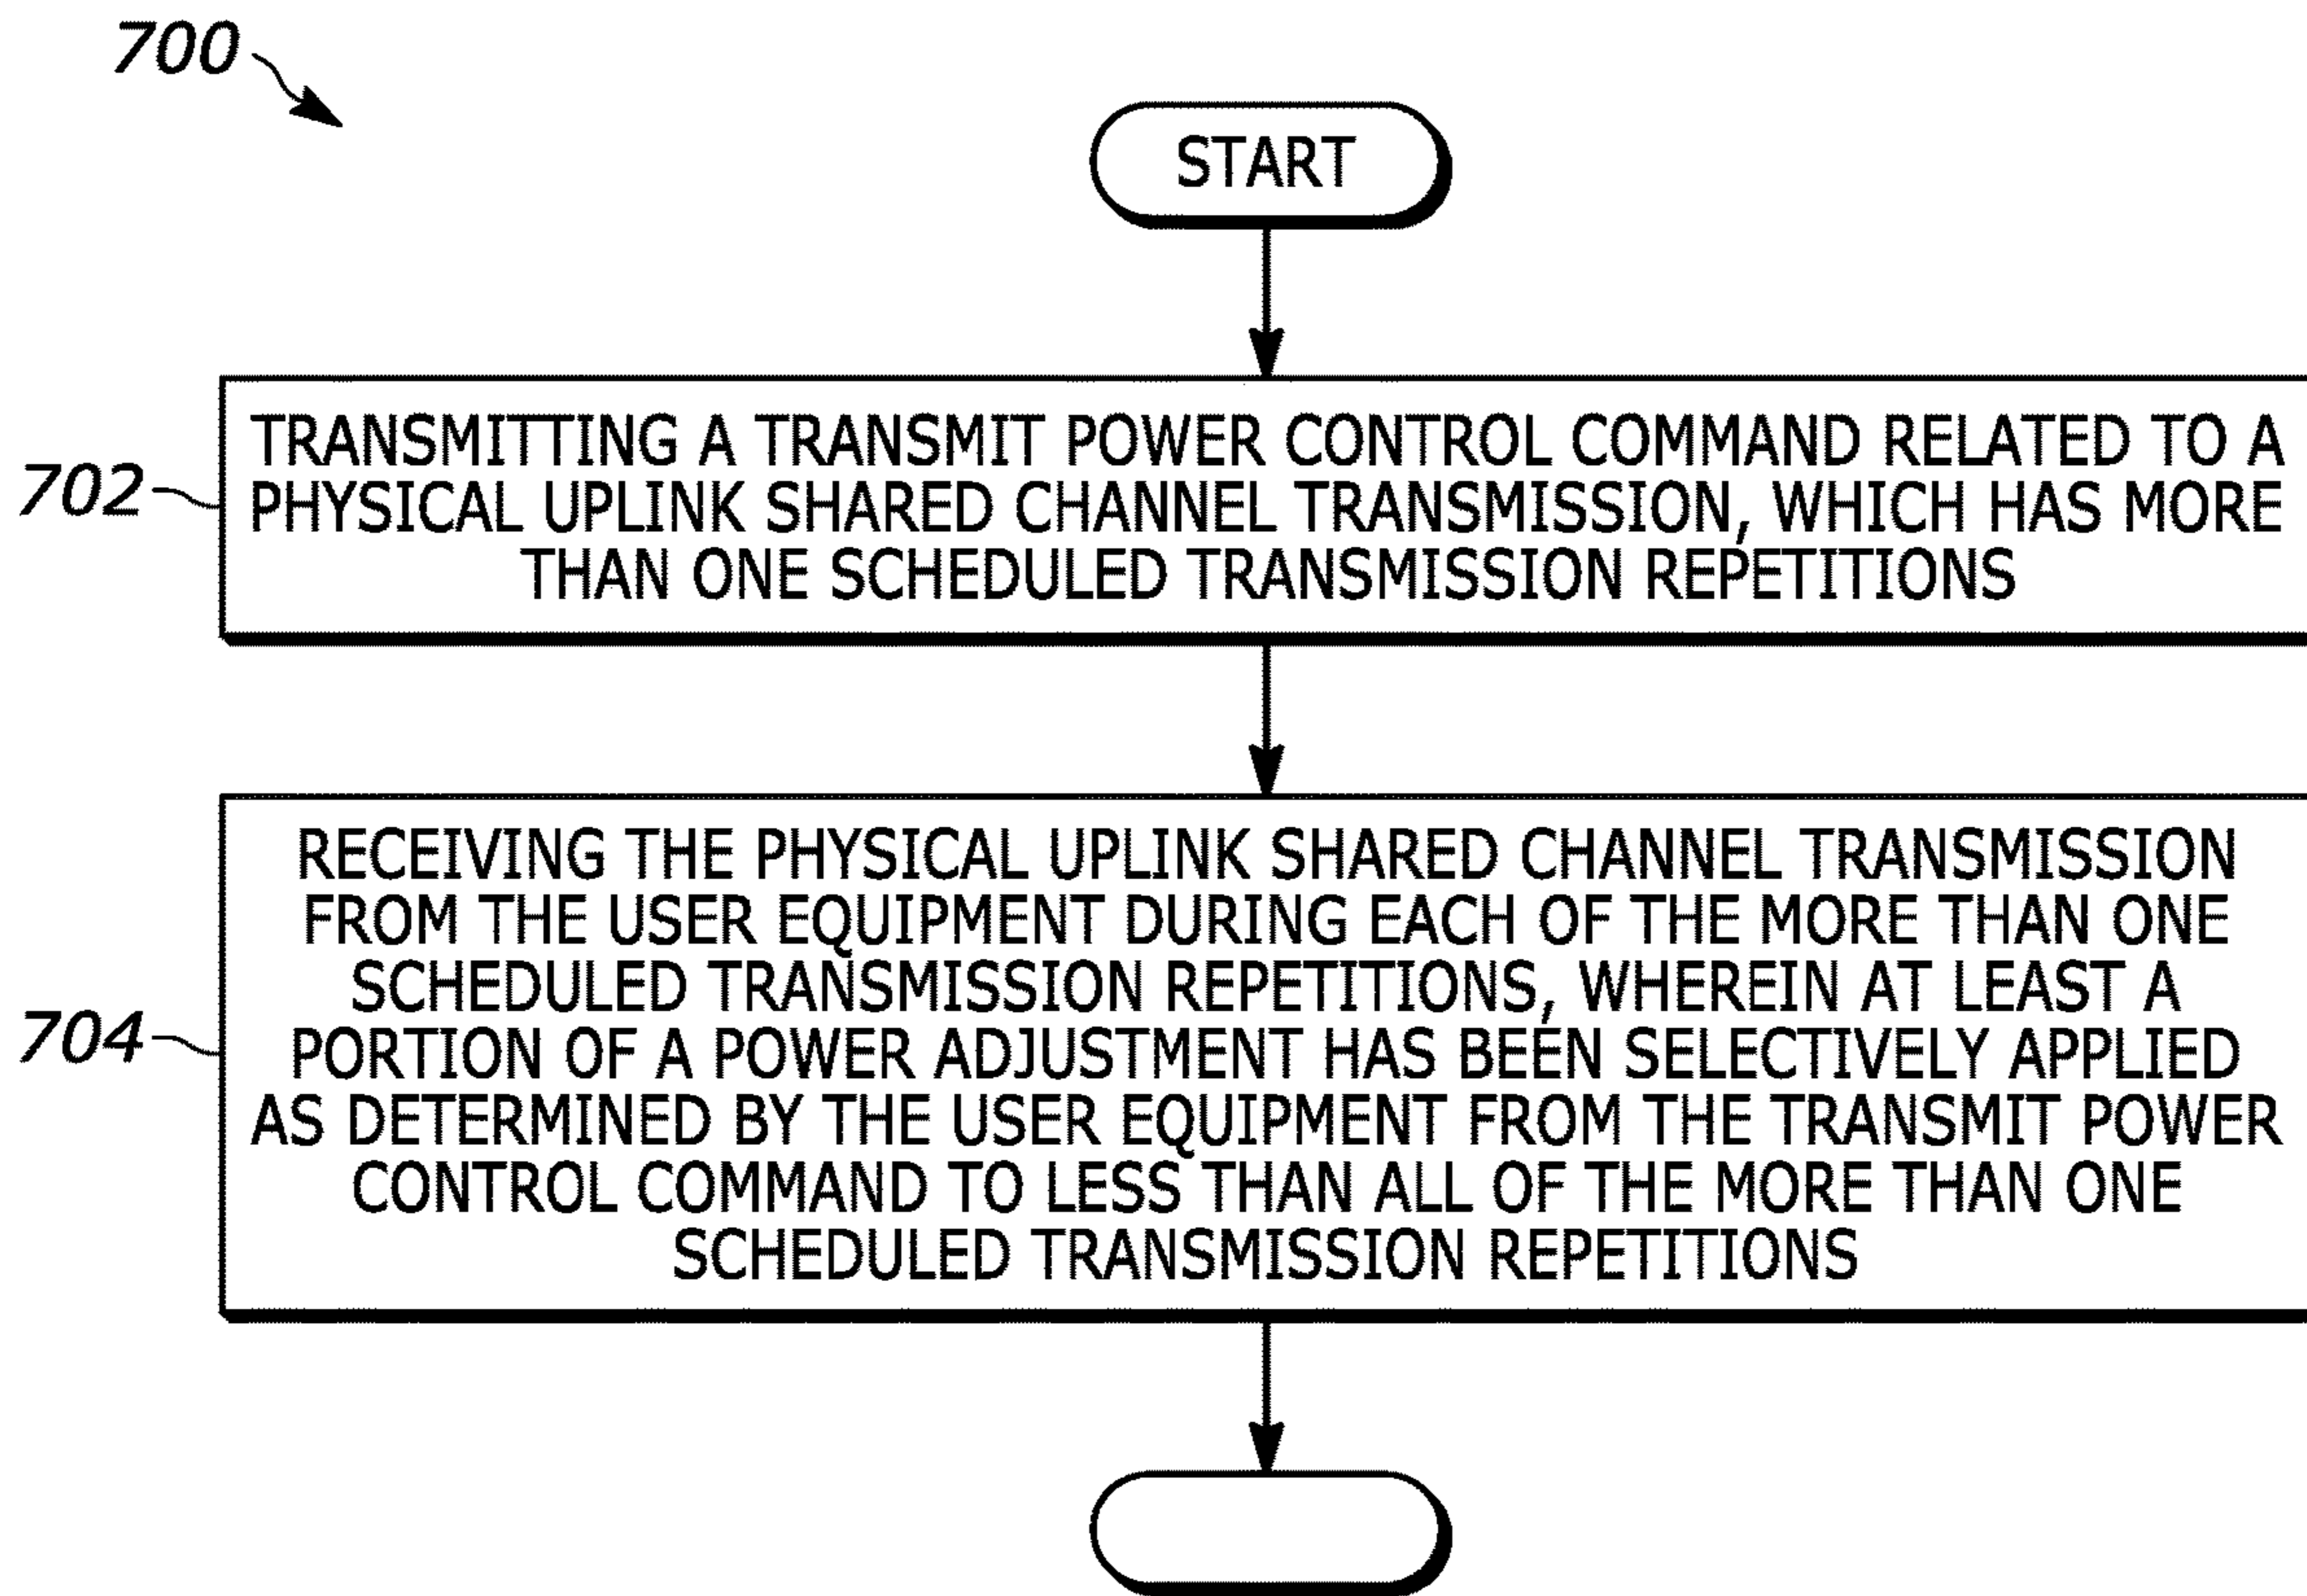 700
START
702
TRANSMITTING A TRANSMIT POWER CONTROL COMMAND RELATED TO A
PHYSICAL UPLINK SHARED CHANNEL TRANSMISSION, WHICH HAS MORE
THAN ONE SCHEDULED TRANSMISSION REPETITIONS
704
RECEIVING THE PHYSICAL UPLINK SHARED CHANNEL TRANSMISSION
FROM THE USER EQUIPMENT DURING EACH OF THE MORE THAN ONE
SCHEDULED TRANSMISSION REPETITIONS, WHEREIN AT LEAST A
PORTION OF A POWER ADJUSTMENT HAS BEEN SELECTIVELY APPLIED
AS DETERMINED BY THE USER EQUIPMENT FROM THE TRANSMIT POWER
CONTROL COMMAND TO LESS THAN ALL OF THE MORE THAN ONE
SCHEDULED TRANSMISSION REPETITIONS